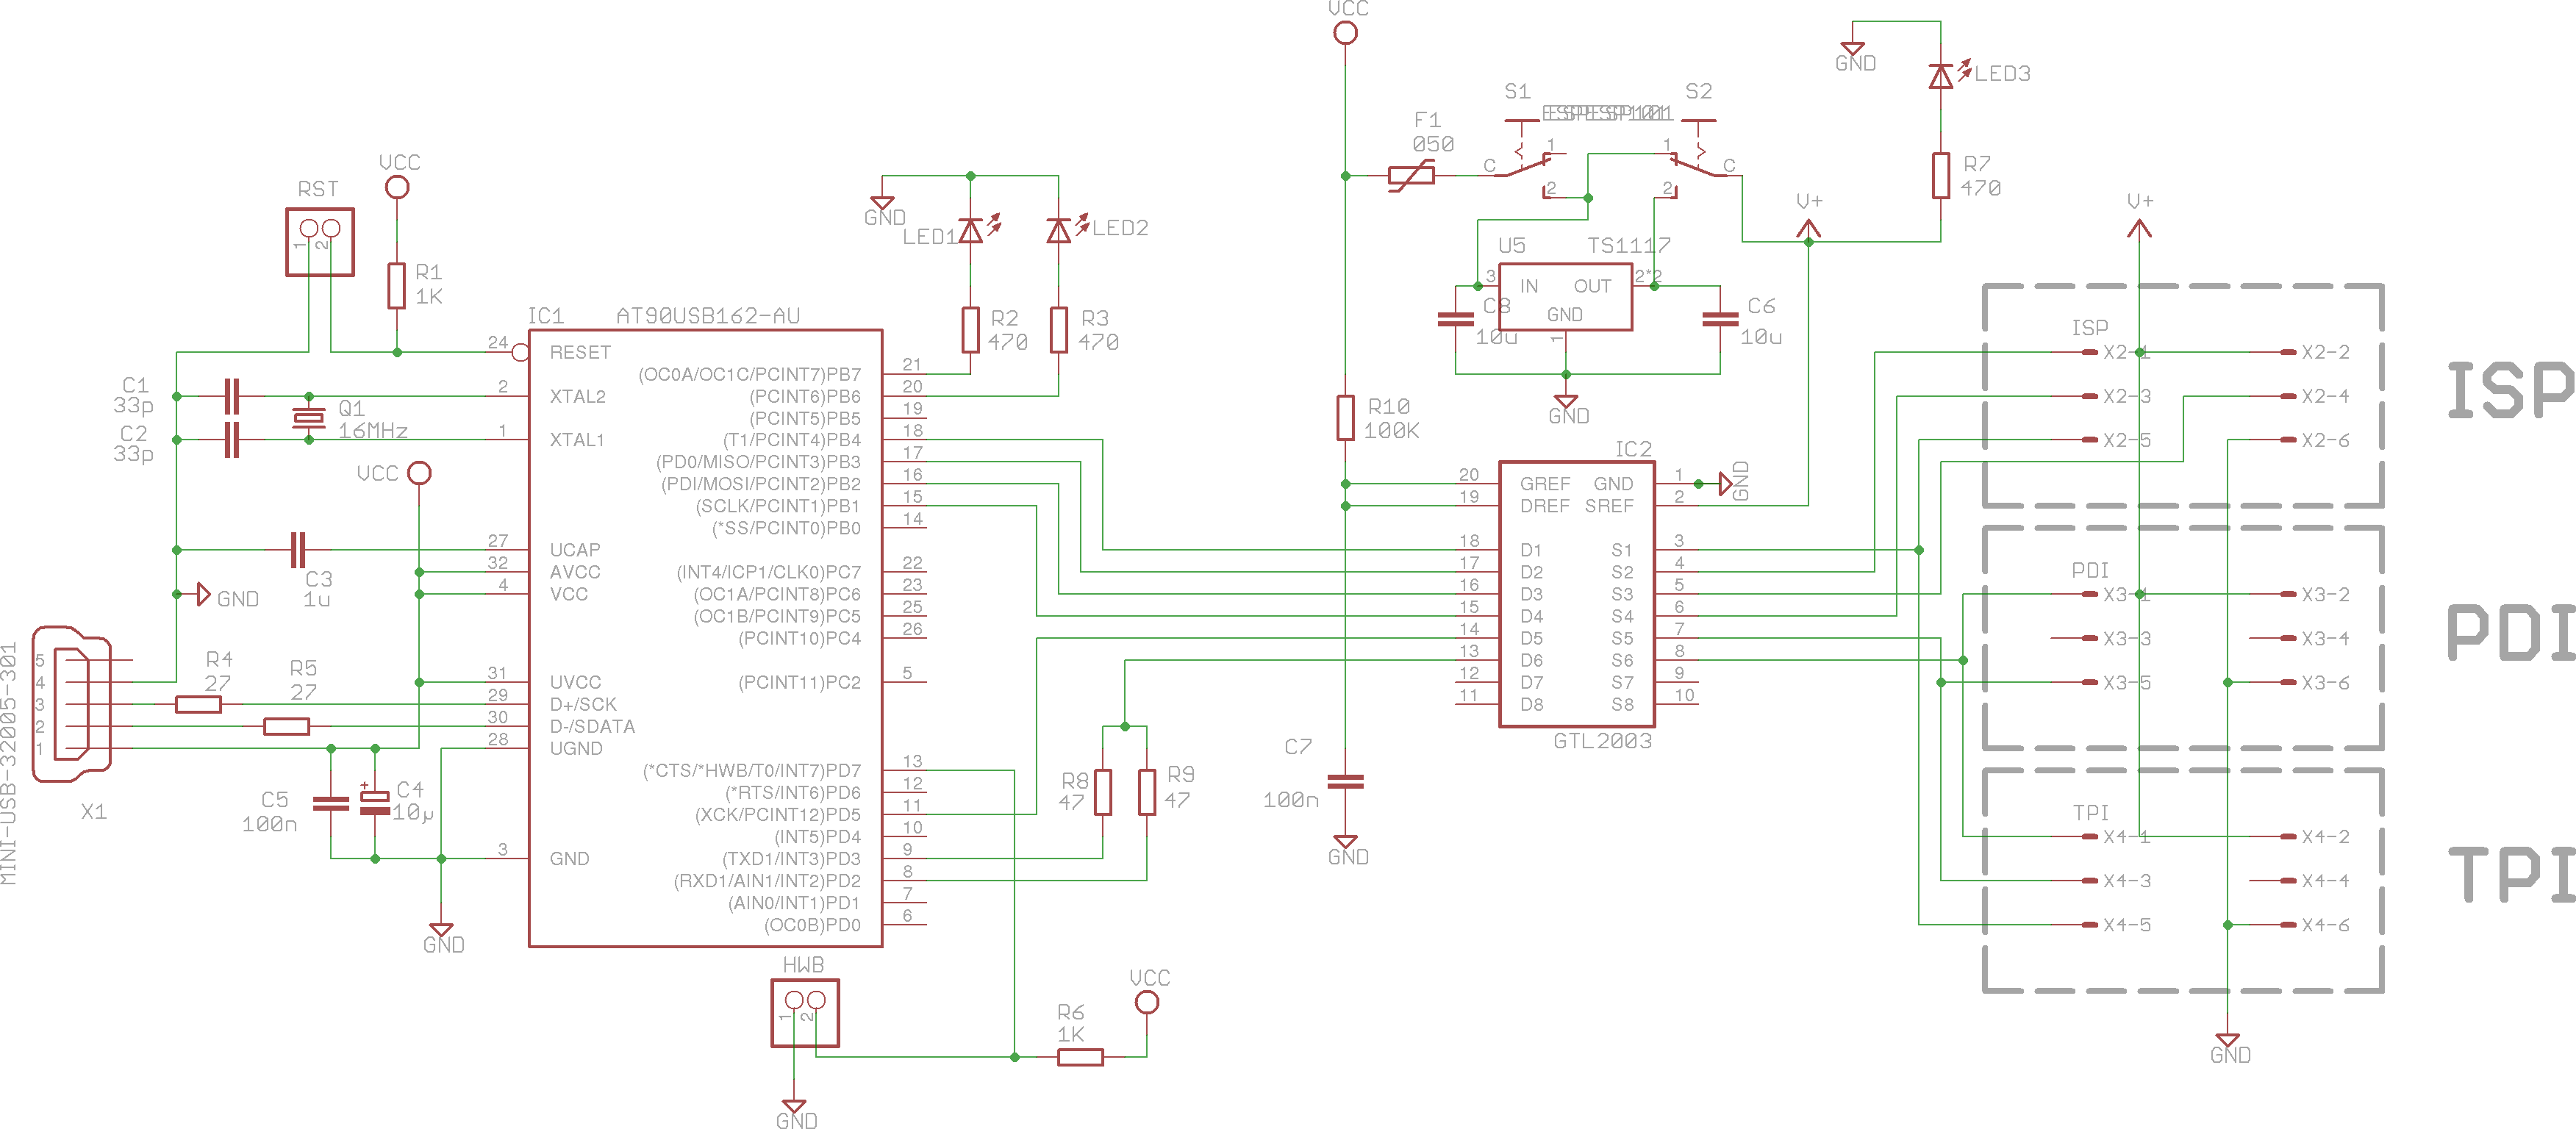 VCC
GND
LED3
S1
S2
F1
050
1
1
C
C
2
2
R7
470
V+
V+
VCC
RST
1
2
R1
1K
GND
LED1
LED2
R2
470
R3
470
U5
TS1117
3
IN
OUT
2*2
GND
1
C8
10u
C6
10u
GND
IC1
AT90USB162-AU
24
RESET
2
XTAL2
1
XTAL1
27
UCAP
32
AVCC
4
VCC
31
UVCC
29
D+/SCK
30
D-/SDATA
28
UGND
3
GND
(OC0A/OC1C/PCINT7)PB7
21
(PCINT6)PB6
20
(PCINT5)PB5
19
(T1/PCINT4)PB4
18
(PD0/MISO/PCINT3)PB3
17
(PDI/MOSI/PCINT2)PB2
16
(SCLK/PCINT1)PB1
15
(*SS/PCINT0)PB0
14
(INT4/ICP1/CLK0)PC7
22
(OC1A/PCINT8)PC6
23
(OC1B/PCINT9)PC5
25
(PCINT10)PC4
26
(PCINT11)PC2
5
(*CTS/*HWB/T0/INT7)PD7
13
(*RTS/INT6)PD6
12
(XCK/PCINT12)PD5
11
(INT5)PD4
10
(TXD1/INT3)PD3
9
(RXD1/AIN1/INT2)PD2
8
(AIN0/INT1)PD1
7
(OC0B)PD0
6
C1
33p
C2
33p
Q1
16MHz
VCC
C3
1u
GND
MINI-USB-32005-301
5
4
3
2
1
X1
R4
27
R5
27
C5
100n
C4
+
10µ
GND
HWB
1
2
GND
R6
1K
VCC
R8
47
R9
47
R10
100K
C7
100n
GND
IC2
GTL2003
20
GREF
GND
1
GND
19
DREF
SREF
2
18
D1
S1
3
17
D2
S2
4
16
D3
S3
5
15
D4
S4
6
14
D5
S5
7
13
D6
S6
8
12
D7
S7
9
11
D8
S8
10
ISP
X2-1
X2-2
X2-3
X2-4
X2-5
X2-6
ISP
PDI
X3-1
X3-2
X3-3
X3-4
X3-5
X3-6
PDI
TPI
X4-1
X4-2
X4-3
X4-4
X4-5
X4-6
TPI
GND